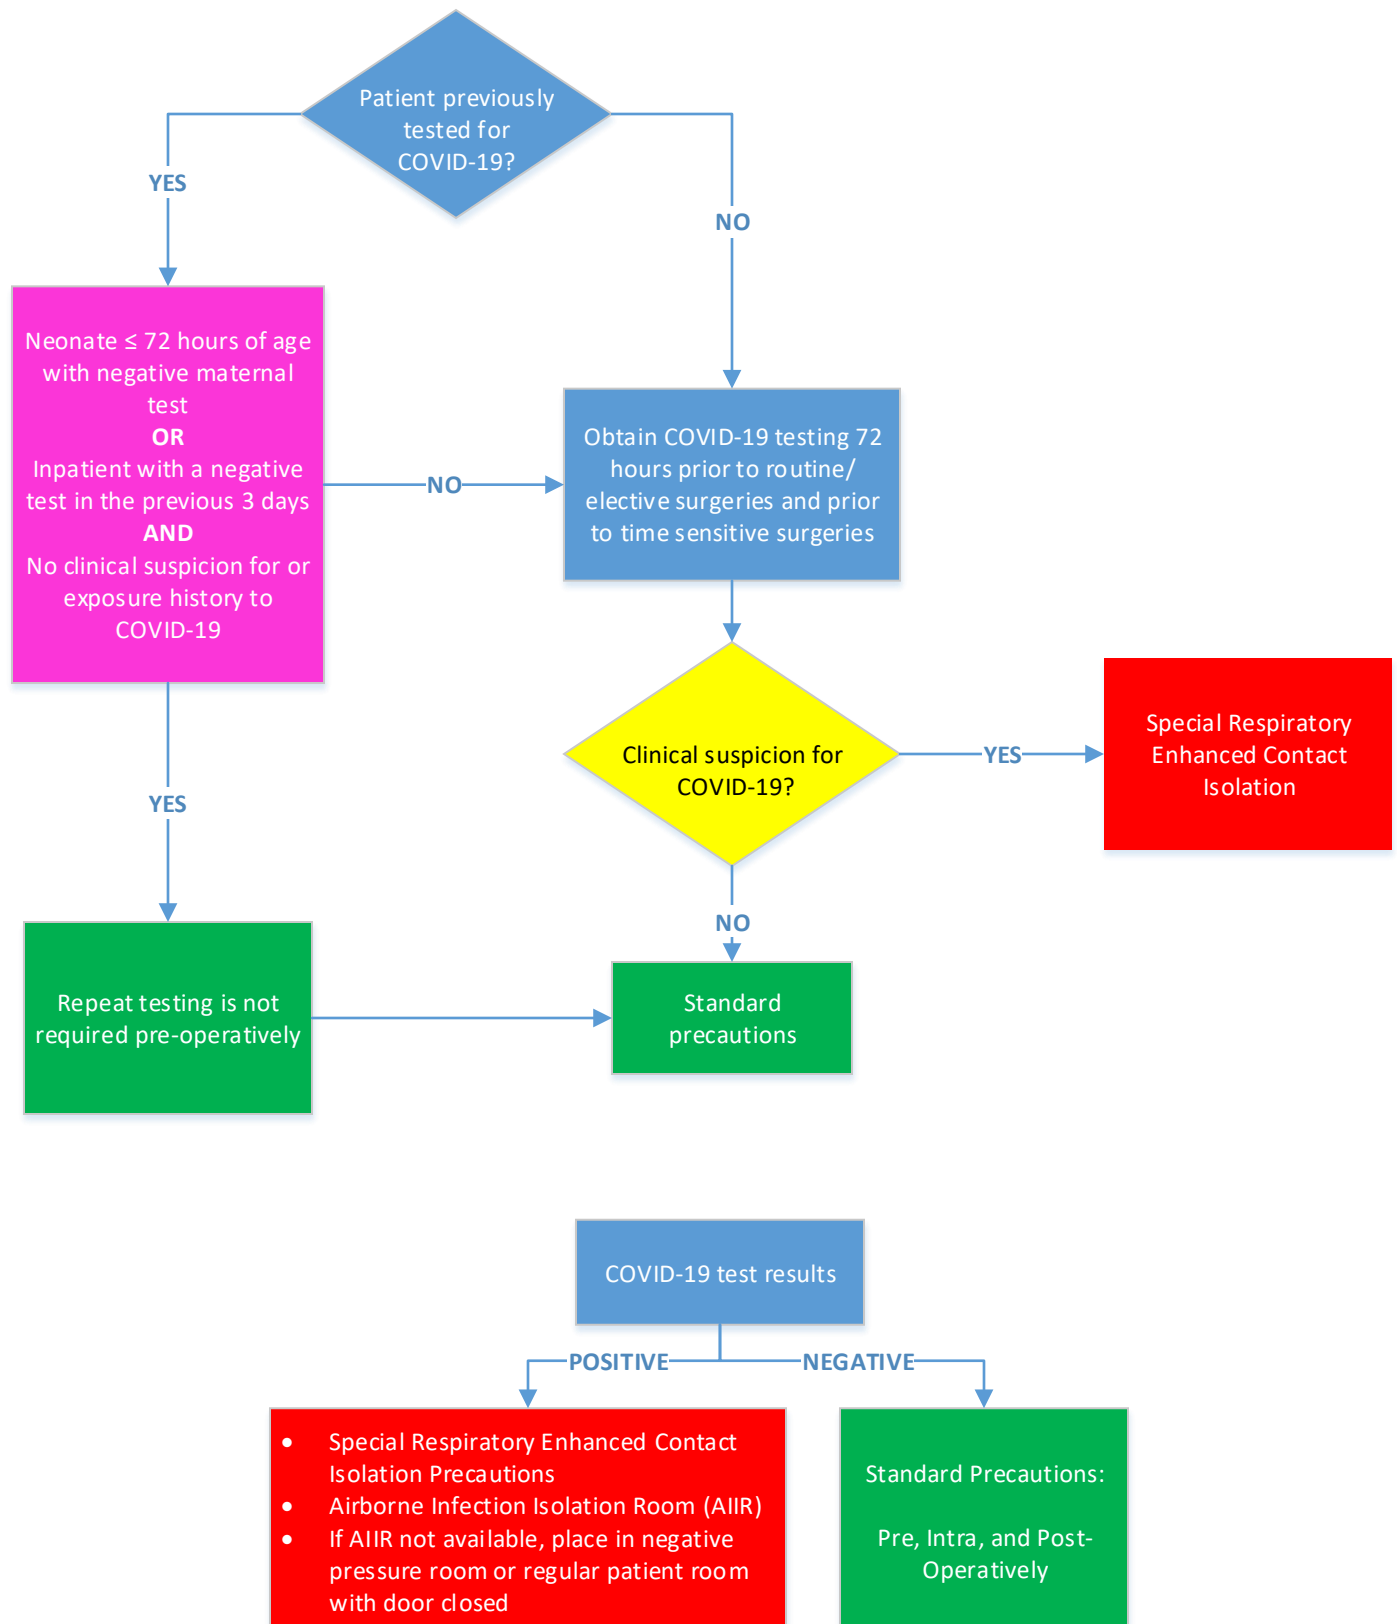 Patient previously
tested for
COVID-19?
YES
NO
Neonate ≤ 72 hours of age
with negative maternal
test
OR
Inpatient with a negative
test in the previous 3 days
AND
No clinical suspicion for or
exposure history to
COVID-19
NO
Obtain COVID-19 testing 72
hours prior to routine/
elective surgeries and prior
to time sensitive surgeries
Clinical suspicion for
COVID-19?
YES
Special Respiratory
Enhanced Contact
Isolation
YES
NO
Repeat testing is not
required pre-operatively
Standard
precautions
COVID-19 test results
POSITIVE
NEGATIVE
• Special Respiratory Enhanced Contact
Isolation Precautions
• Airborne Infection Isolation Room (AIIR)
• If AIIR not available, place in negative
pressure room or regular patient room
with door closed
Standard Precautions:
Pre, Intra, and Post-
Operatively